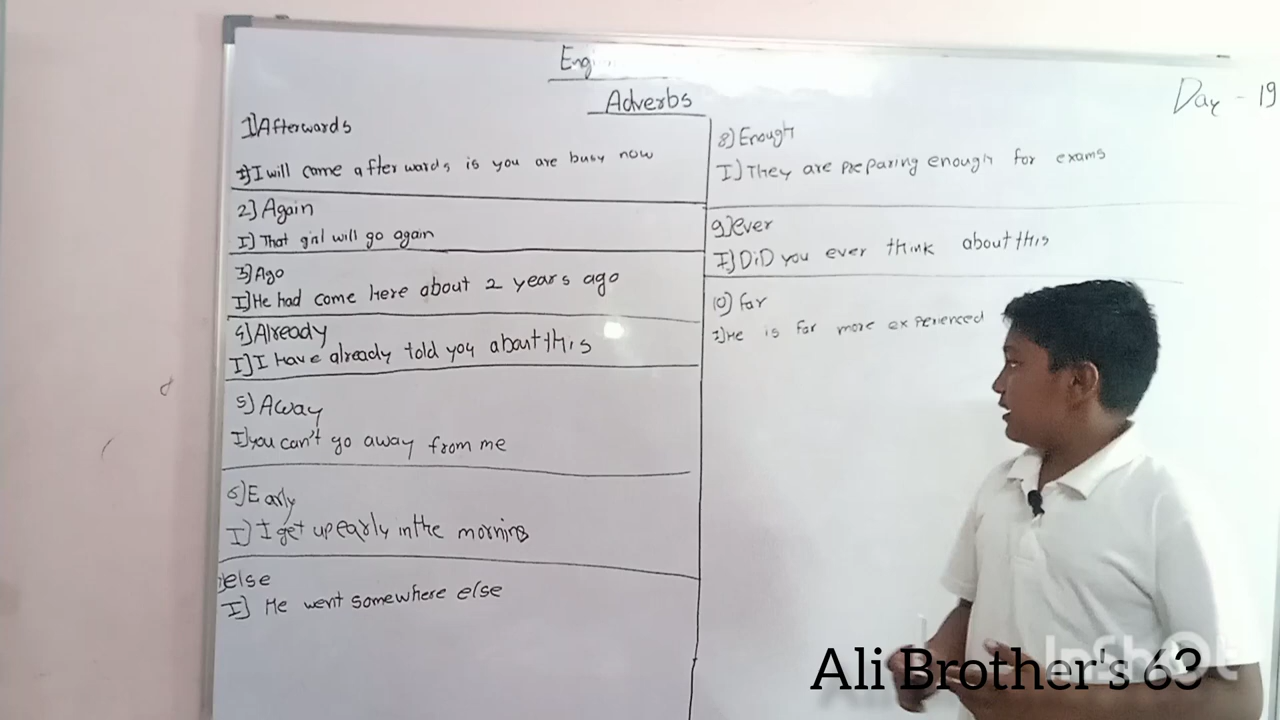 Eng
Adverbs
Day - 19
1) Afterwards
I) I will come after wards is you are busy now
2) Again
I) That girl will go again
3) Ago
I) He had come Here about 2 years ago
4) Already
I) I Have already told you about this
5) Away
I) you can't go away from me
6) Early
I) I get up early in the morning
) else
I) He went somewhere else
8) Enough
I) They are preparing enough for exams
9) ever
I) DiD you ever think about this
10) far
I) He is far more experienced
Ali Brother's 63
InShot